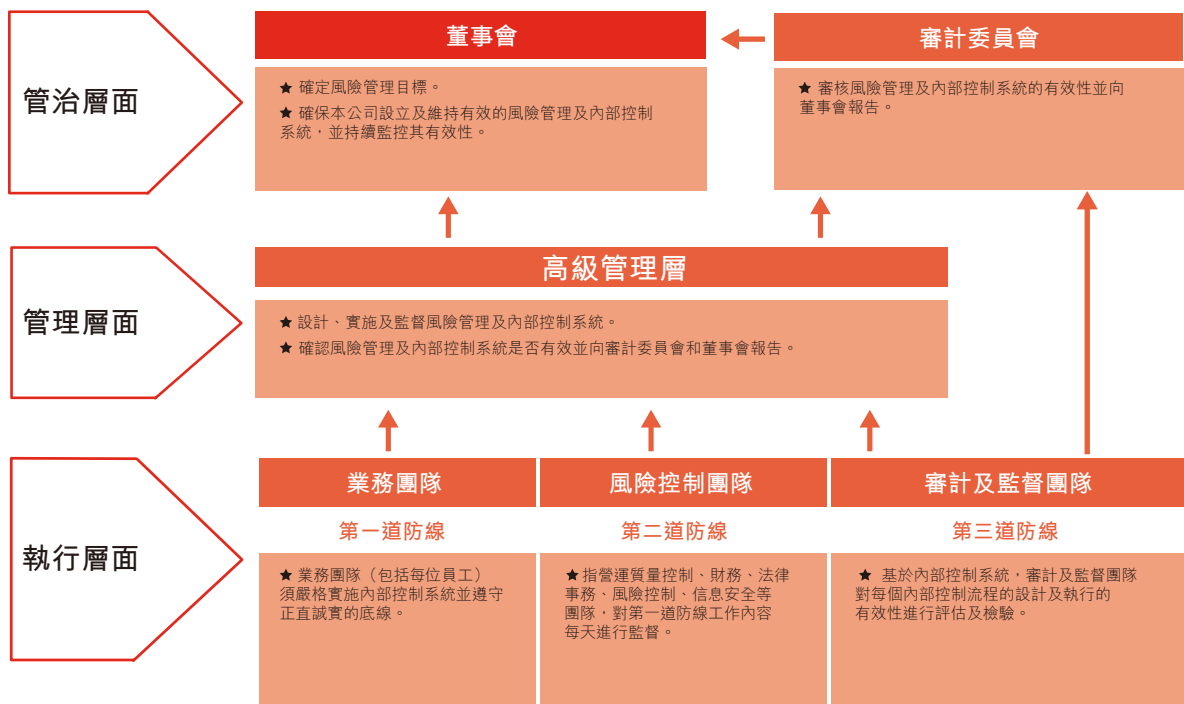 管治層面
董事會
★ 確定風險管理目標。
★ 確保本公司設立及維持有效的風險管理及內部控制
系統，並持續監控其有效性。
審計委員會
★ 審核風險管理及內部控制系統的有效性並向
董事會報告。
管理層面
高級管理層
★ 設計、實施及監督風險管理及內部控制系統。
★ 確認風險管理及內部控制系統是否有效並向審計委員會和董事會報告。
執行層面
業務團隊
第一道防線
★ 業務團隊（包括每位員工）
須嚴格實施內部控制系統並遵守
正直誠實的底線。
風險控制團隊
第二道防線
★ 指營運質量控制、財務、法律
事務、風險控制、信息安全等
團隊，對第一道防線工作內容
每天進行監督。
審計及監督團隊
第三道防線
★ 基於內部控制系統，審計及監督團隊
對每個內部控制流程的設計及執行的
有效性進行評估及檢驗。